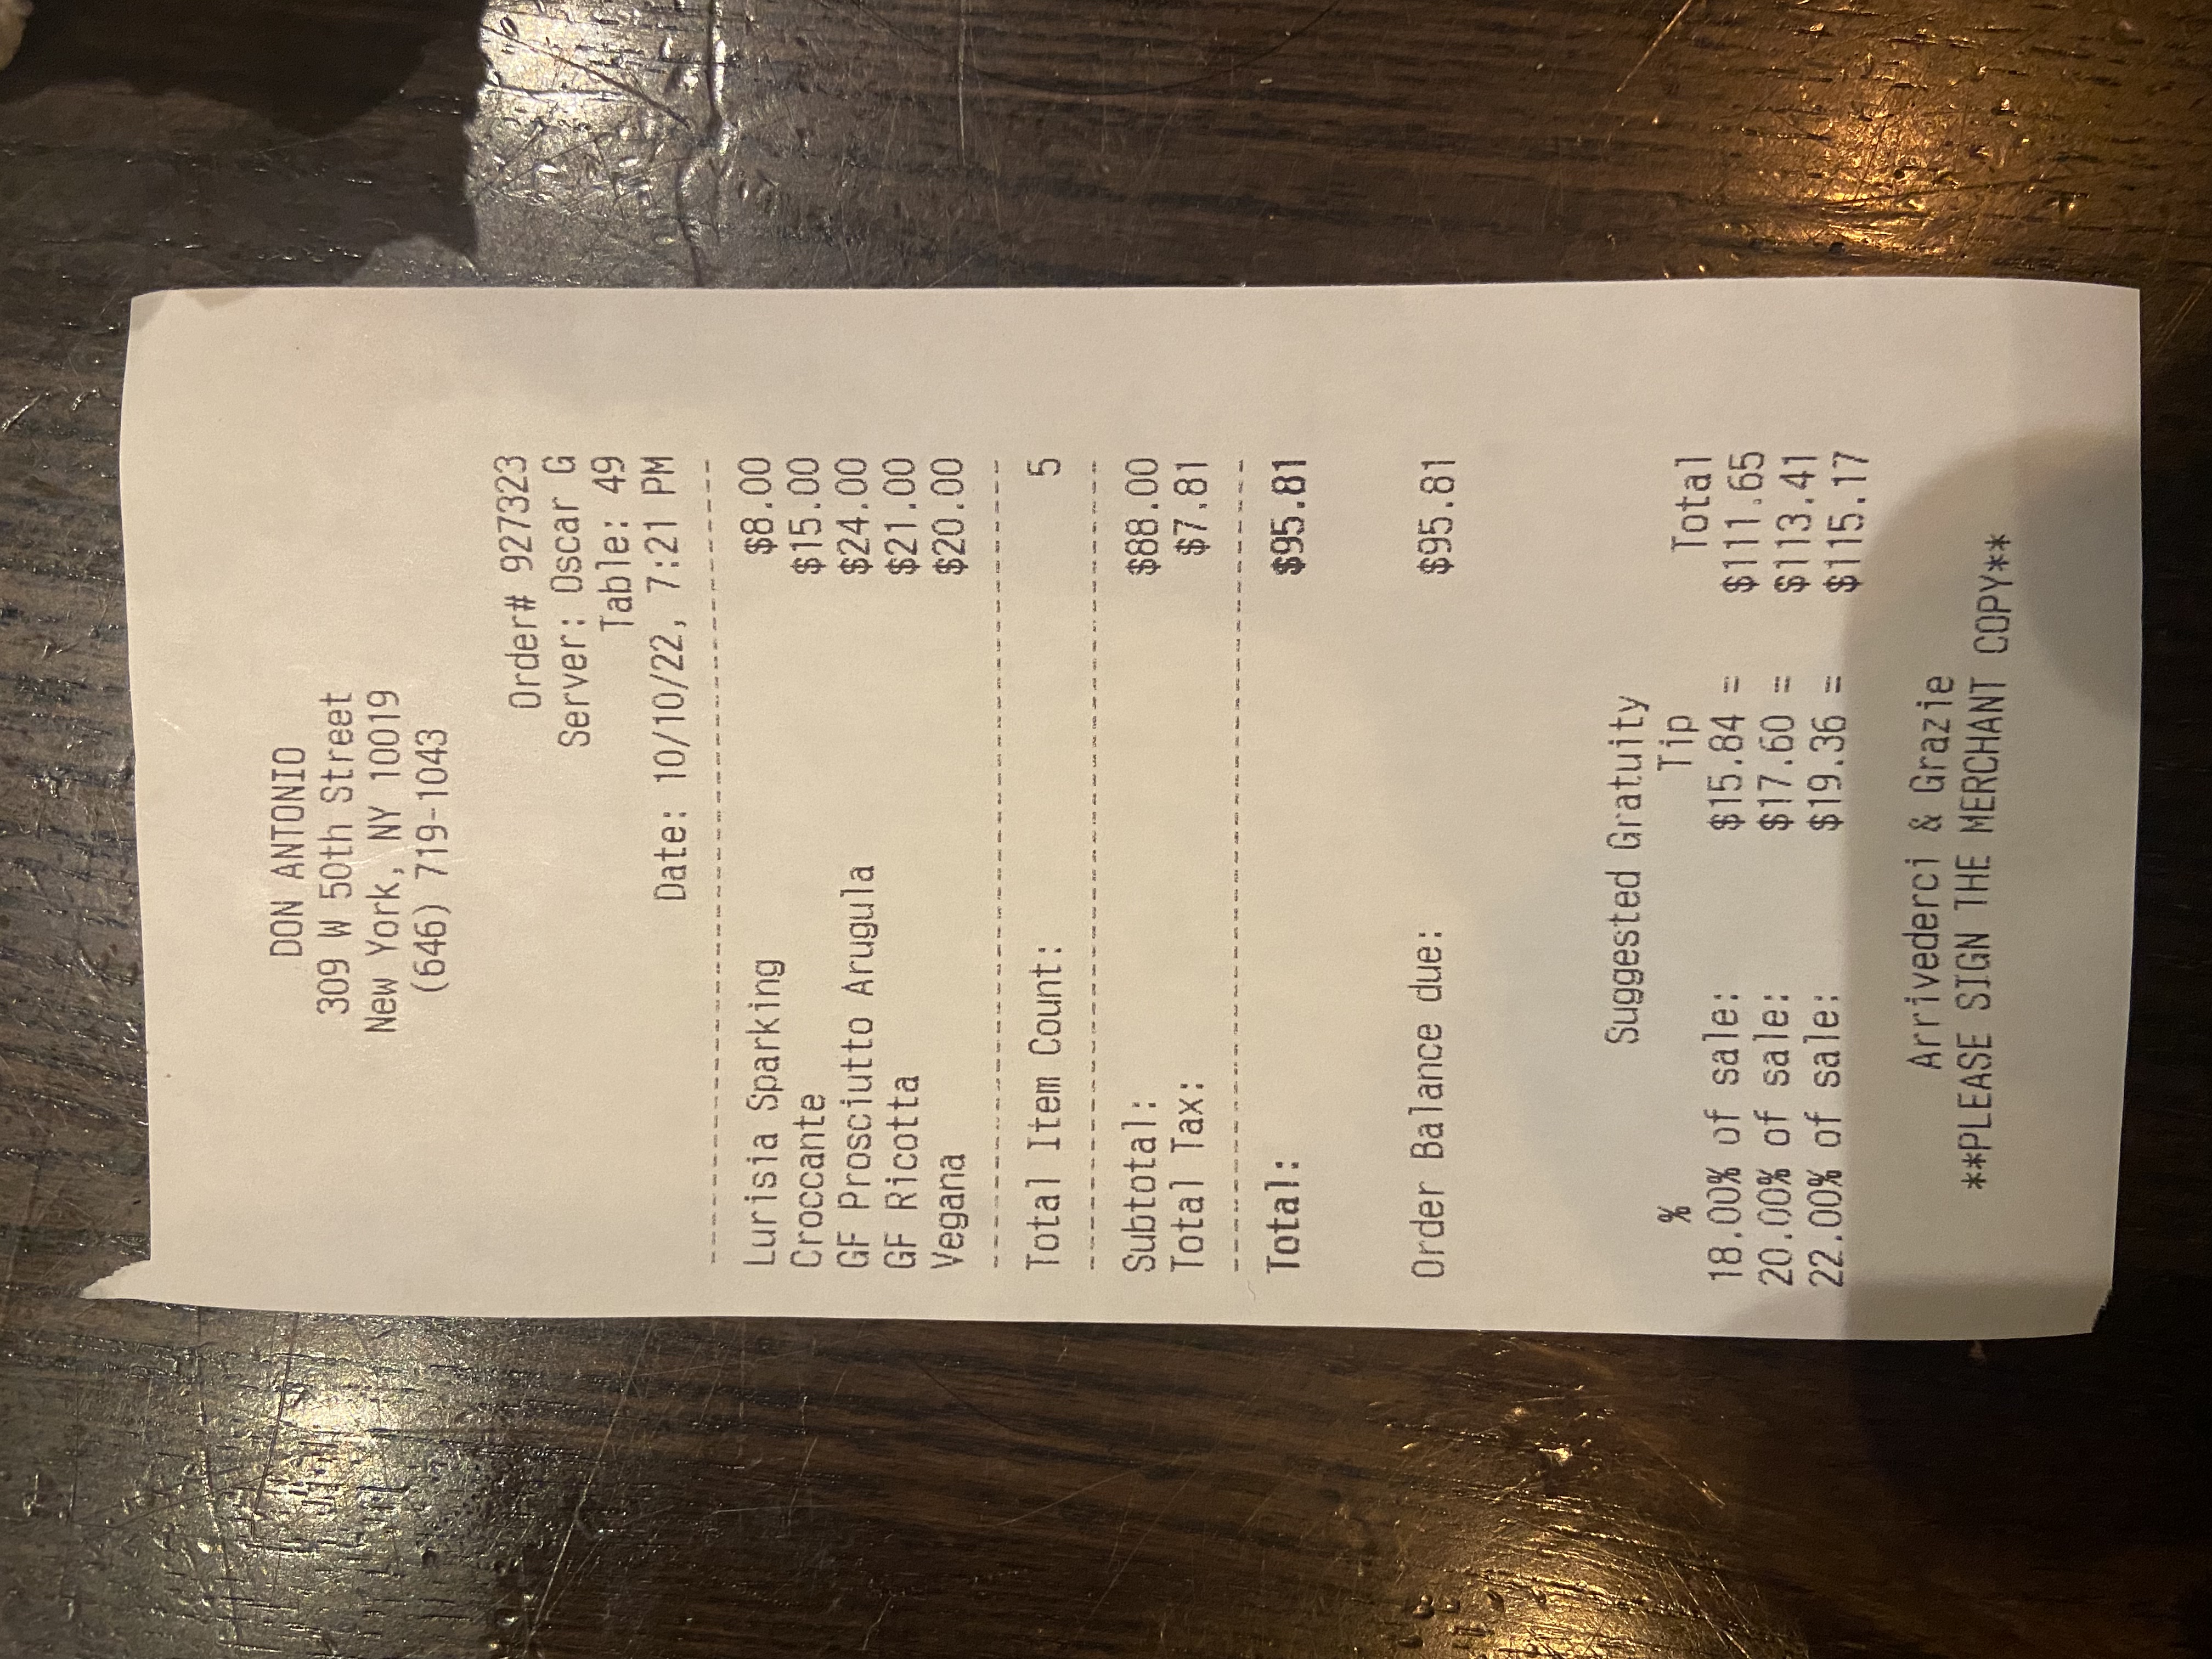 DON ANTONIO
309 W 50th Street
New York, NY 10019
(646) 719-1043
Order# 927323
Server: Oscar G
Table: 49
Date: 10/10/22, 7:21 PM
Lurisia Sparking $8.00
Croccante $15.00
GF Prosciutto Arugula $24.00
GF Ricotta $21.00
Vegana $20.00
Total Item Count: 5
Subtotal: $88.00
Total Tax: $7.81
Total: $95.81
Order Balance due: $95.81
Suggested Gratuity
% Tip Total
18.00% of sale: $15.84 = $111.65
20.00% of sale: $17.60 = $113.41
22.00% of sale: $19.36 = $115.17
Arrivederci & Grazie
**PLEASE SIGN THE MERCHANT COPY**